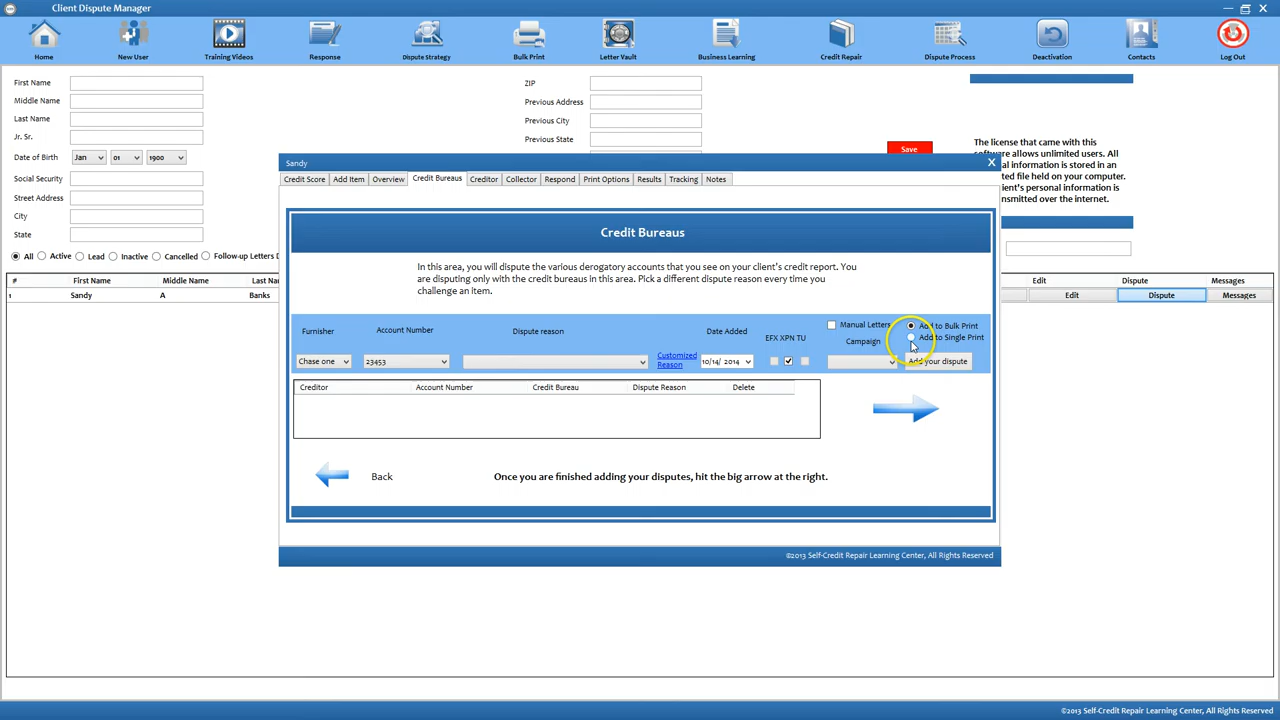 Client Dispute Manager
Home
New User
Training Videos
Response
Dispute Strategy
Bulk Print
Letter Vault
Business Learning
Credit Repair
Dispute Process
Deactivation
Contacts
Log Out
First Name
Middle Name
Last Name
Jr. Sr.
Date of Birth Jan 01 1900
Social Security
Street Address
City
State
ZIP
Previous Address
Previous City
Previous State
Save
The license that came with this
software allows unlimited users. All
information is stored in an
ted file held on your computer.
ient's personal information is
nsmitted over the internet.
All Active Lead Inactive Cancelled Follow-up Letters D
# First Name Middle Name Last Nam Edit Dispute Messages
1 Sandy A Banks Edit Dispute Messages
Sandy
Credit Score Add Item Overview Credit Bureaus Creditor Collector Respond Print Options Results Tracking Notes
Credit Bureaus
In this area, you will dispute the various derogatory accounts that you see on your client's credit report. You
are disputing only with the credit bureaus in this area. Pick a different dispute reason every time you
challenge an item.
Furnisher Account Number Dispute reason Date Added EFX XPN TU
Manual Letters Add to Bulk Print
Campaign Add to Single Print
Chase one 23453 Customized
Reason 10/14/ 2014 Add your dispute
Creditor Account Number Credit Bureau Dispute Reason Delete
Back Once you are finished adding your disputes, hit the big arrow at the right.
©2013 Self-Credit Repair Learning Center, All Rights Reserved
©2013 Self-Credit Repair Learning Center, All Rights Reserved